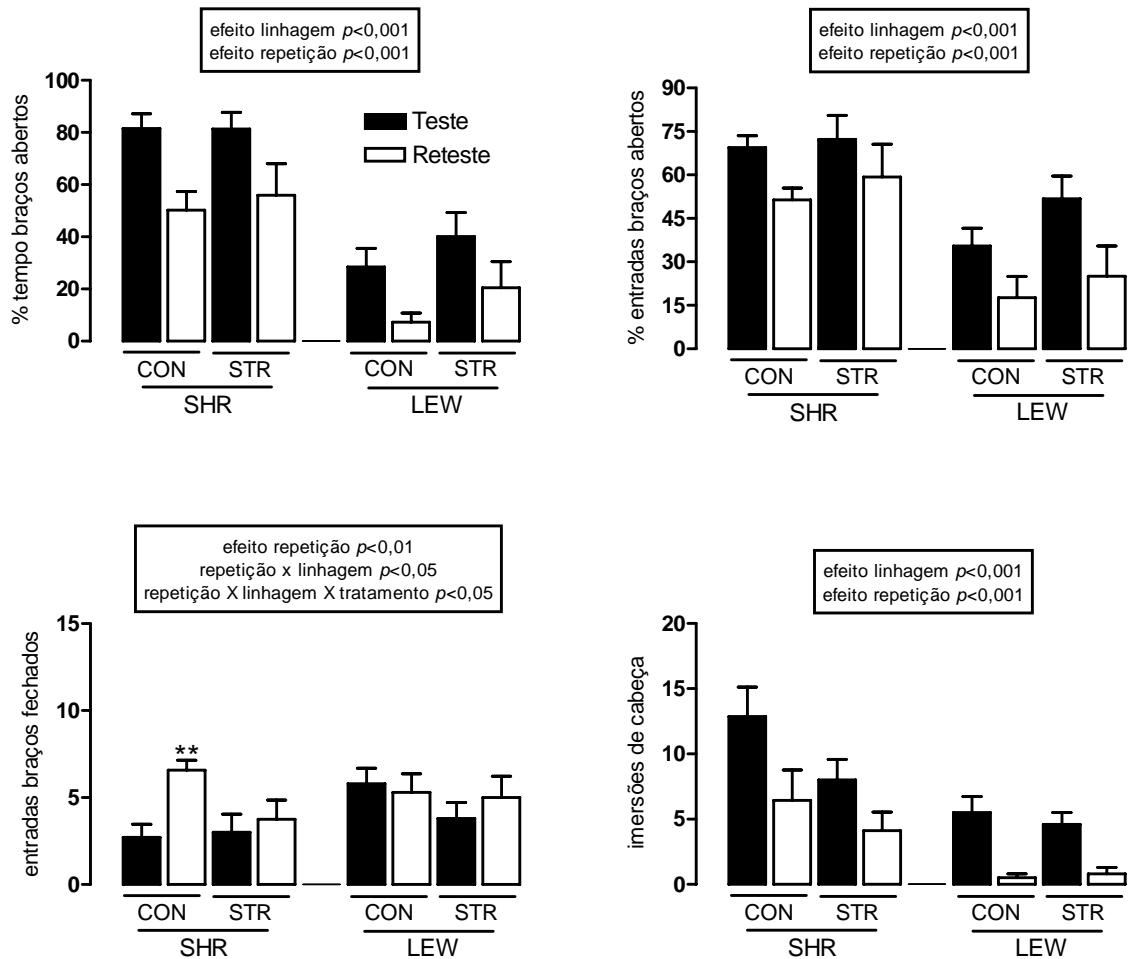 efeito linhagem p<0,001
efeito repetição p<0,001
% tempo braços abertos
100
80
60
40
20
0
Teste
Reteste
CON STR CON STR
SHR LEW
efeito linhagem p<0,001
efeito repetição p<0,001
% entradas braços abertos
90
75
60
45
30
15
0
CON STR CON STR
SHR LEW
efeito repetição p<0,01
repetição x linhagem p<0,05
repetição X linhagem X tratamento p<0,05
entradas braços fechados
15
10
5
0
**
CON STR CON STR
SHR LEW
efeito linhagem p<0,001
efeito repetição p<0,001
imersões de cabeça
20
15
10
5
0
CON STR CON STR
SHR LEW